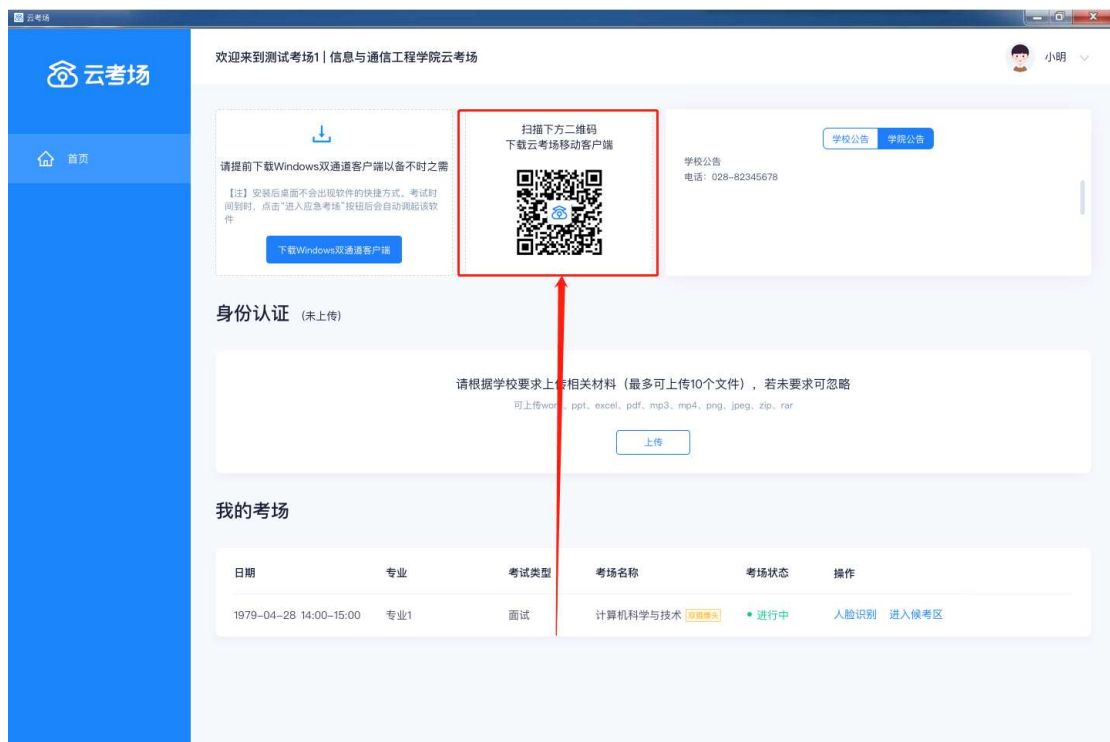 云考场
云考场
欢迎来到测试考场1 | 信息与通信工程学院云考场
小明
首页
请提前下载Windows双通道客户端以备不时之需
【注】安装后桌面不会出现软件的快捷方式。考试时
间到时，点击“进入应急考场”按钮后会自动调起该软
件
下载Windows双通道客户端
扫描下方二维码
下载云考场移动客户端
学校公告 学院公告
学校公告
电话：028-82345678
身份认证 (未上传)
请根据学校要求上传相关材料（最多可上传10个文件），若未要求可忽略
可上传word、ppt、excel、pdf、mp3、mp4、png、jpeg、zip、rar
上传
我的考场
日期 专业 考试类型 考场名称 考场状态 操作
1979-04-28 14:00-15:00 专业1 面试 计算机科学与技术 双摄像头 进行中 人脸识别 进入候考区